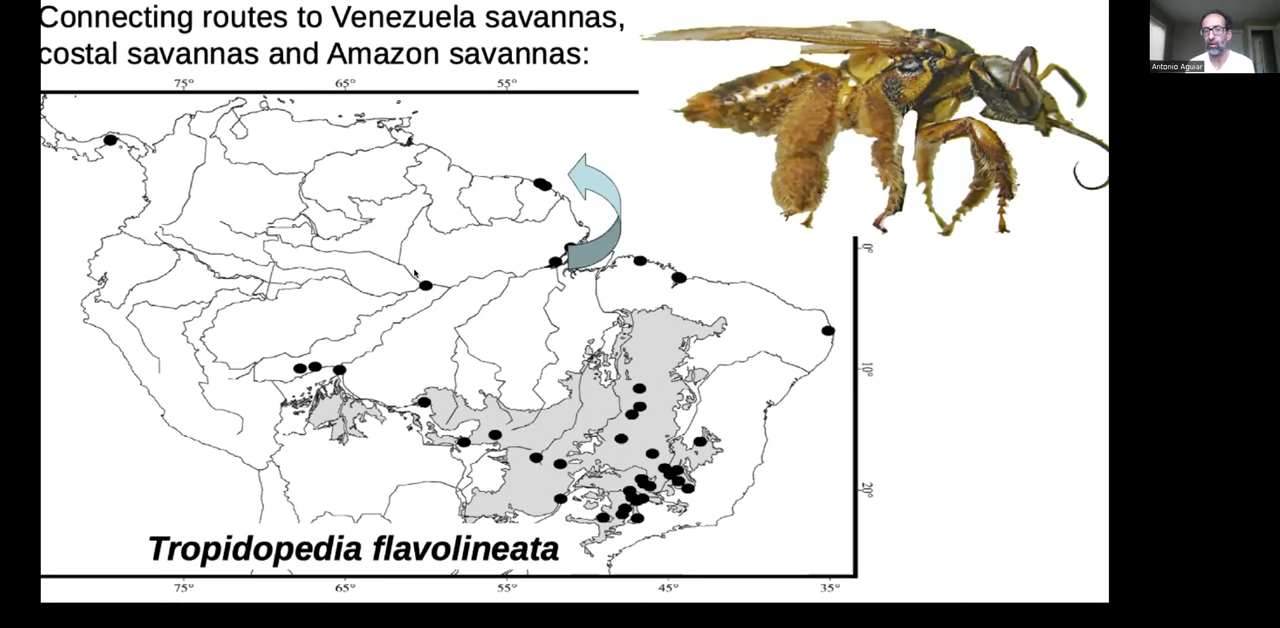 Connecting routes to Venezuela savannas,
costal savannas and Amazon savannas:
Antonio Aguiar
75° 65° 55°
0°
10°
20°
Tropidopedia flavolineata
75° 65° 55° 45° 35°